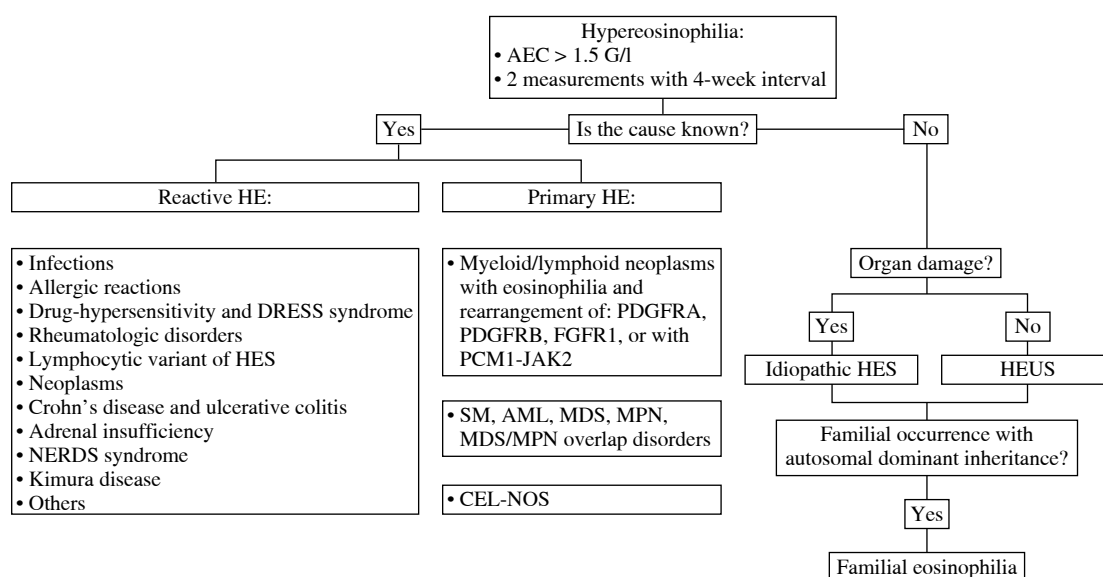 Hypereosinophilia:
• AEC > 1.5 G/l
• 2 measurements with 4-week interval
Yes
Is the cause known?
No
Reactive HE:
Primary HE:
• Infections
• Allergic reactions
• Drug-hypersensitivity and DRESS syndrome
• Rheumatologic disorders
• Lymphocytic variant of HES
• Neoplasms
• Crohn's disease and ulcerative colitis
• Adrenal insufficiency
• NERDS syndrome
• Kimura disease
• Others
• Myeloid/lymphoid neoplasms
with eosinophilia and
rearrangement of: PDGFRA,
PDGFRB, FGFR1, or with
PCM1-JAK2
• SM, AML, MDS, MPN,
MDS/MPN overlap disorders
• CEL-NOS
Organ damage?
Yes
No
Idiopathic HES
HEUS
Familial occurrence with
autosomal dominant inheritance?
Yes
Familial eosinophilia